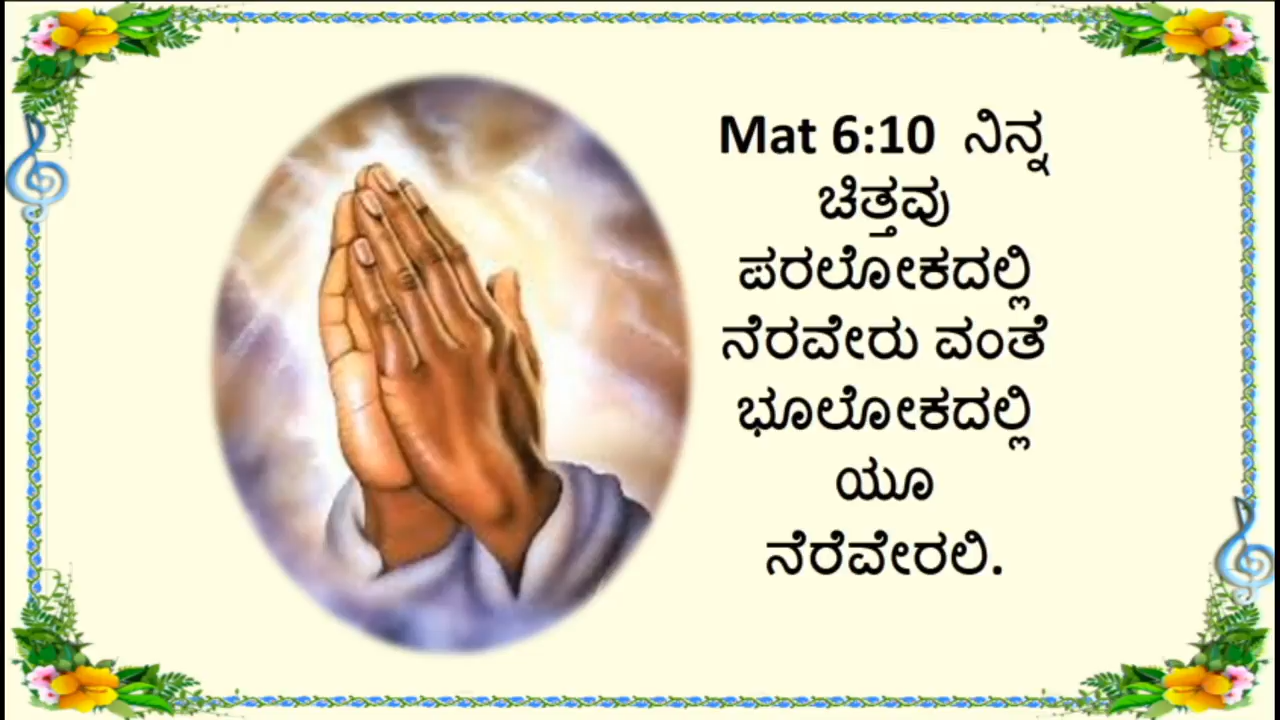 Mat 6:10 ನಿನ್ನ
ಚಿತ್ತವು
ಪರಲೋಕದಲ್ಲಿ
ನೆರವೇರು ವಂತೆ
ಭೂಲೋಕದಲ್ಲಿ
ಯೂ
ನೆರೆವೇರಲಿ.